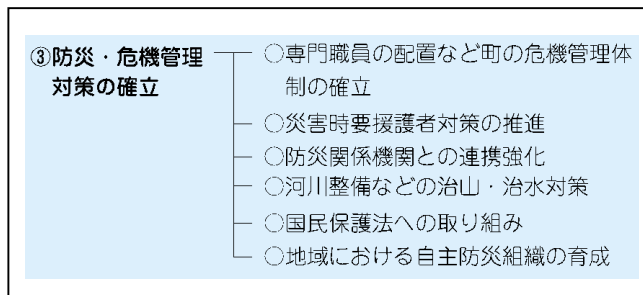 ③防災・危機管理
対策の確立
○専門職員の配置など町の危機管理体
制の確立
○災害時要援護者対策の推進
○防災関係機関との連携強化
○河川整備などの治山・治水対策
○国民保護法への取り組み
○地域における自主防災組織の育成